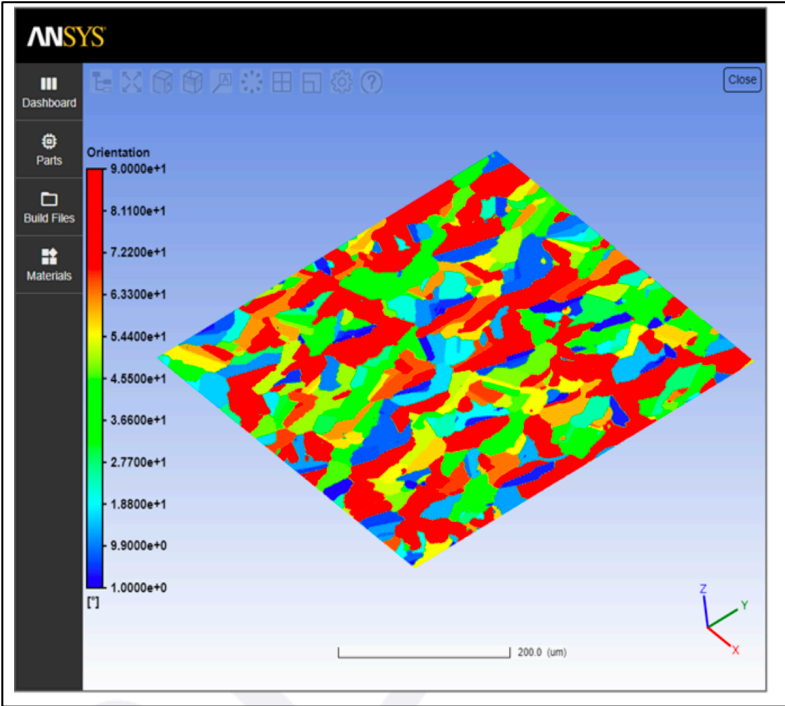 ANSYS
Dashboard
Parts
Build Files
Materials
Close
Orientation
9.0000e+1
8.1100e+1
7.2200e+1
6.3300e+1
5.4400e+1
4.5500e+1
3.6600e+1
2.7700e+1
1.8800e+1
9.9000e+0
1.0000e+0
[°]
Z
Y
X
200.0 (um)